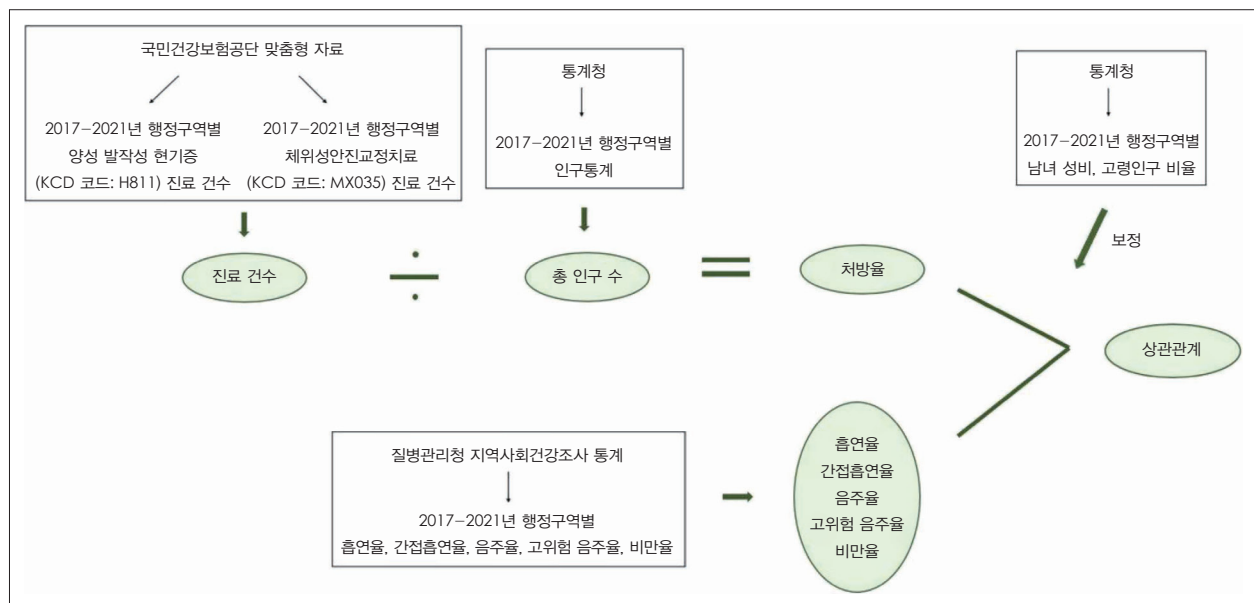 국민건강보험공단 맞춤형 자료
2017-2021년 행정구역별
양성 발작성 현기증
(KCD 코드: H811) 진료 건수
2017-2021년 행정구역별
체위성안진교정치료
(KCD 코드: MX035) 진료 건수
통계청
2017-2021년 행정구역별
인구통계
통계청
2017-2021년 행정구역별
남녀 성비, 고령인구 비율
보정
진료 건수
÷
총 인구 수
=
처방율
상관관계
질병관리청 지역사회건강조사 통계
2017-2021년 행정구역별
흡연율, 간접흡연율, 음주율, 고위험 음주율, 비만율
흡연율
간접흡연율
음주율
고위험 음주율
비만율